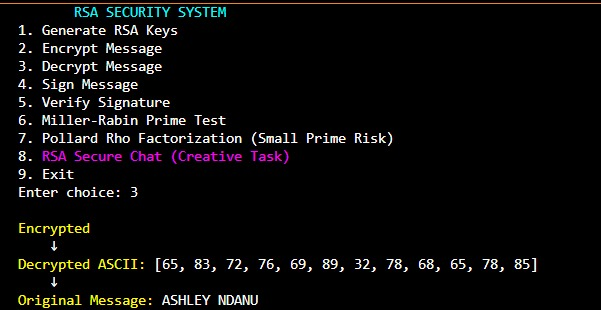 RSA SECURITY SYSTEM
1. Generate RSA Keys
2. Encrypt Message
3. Decrypt Message
4. Sign Message
5. Verify Signature
6. Miller-Rabin Prime Test
7. Pollard Rho Factorization (Small Prime Risk)
8. RSA Secure Chat (Creative Task)
9. Exit
Enter choice: 3
Encrypted
↓
Decrypted ASCII: [65, 83, 72, 76, 69, 89, 32, 78, 68, 65, 78, 85]
↓
Original Message: ASHLEY NDANU